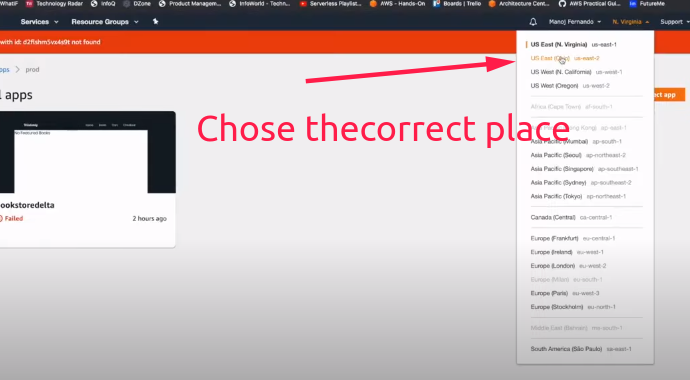 WhatIF Technology Radar InfoQ DZone Product Managem... InfoWorld - Techn... Serverless Playlist... AWS - Hands-On Boards | Trello Architecture Cent... AWS Practical Gui... FutureMe
Services Resource Groups Manoj Fernando N. Virginia Support
with id: d2flshm5vx4s9t not found
pps > prod
l apps
ct app
US East (N. Virginia) us-east-1
US East (Ohio) us-east-2
US West (N. California) us-west-1
US West (Oregon) us-west-2
Africa (Cape Town) af-south-1
Chose thecorrect place
Kong) ap-east-1
Asia Pacific (Mumbai) ap-south-1
Asia Pacific (Seoul) ap-northeast-2
Asia Pacific (Singapore) ap-southeast-1
Asia Pacific (Sydney) ap-southeast-2
Asia Pacific (Tokyo) ap-northeast-1
Canada (Central) ca-central-1
Europe (Frankfurt) eu-central-1
Europe (Ireland) eu-west-1
Europe (London) eu-west-2
Europe (Milan) eu-south-1
Europe (Paris) eu-west-3
Europe (Stockholm) eu-north-1
Middle East (Bahrain) me-south-1
South America (São Paulo) sa-east-1
No Featured Books
ookstoredelta
Failed 2 hours ago